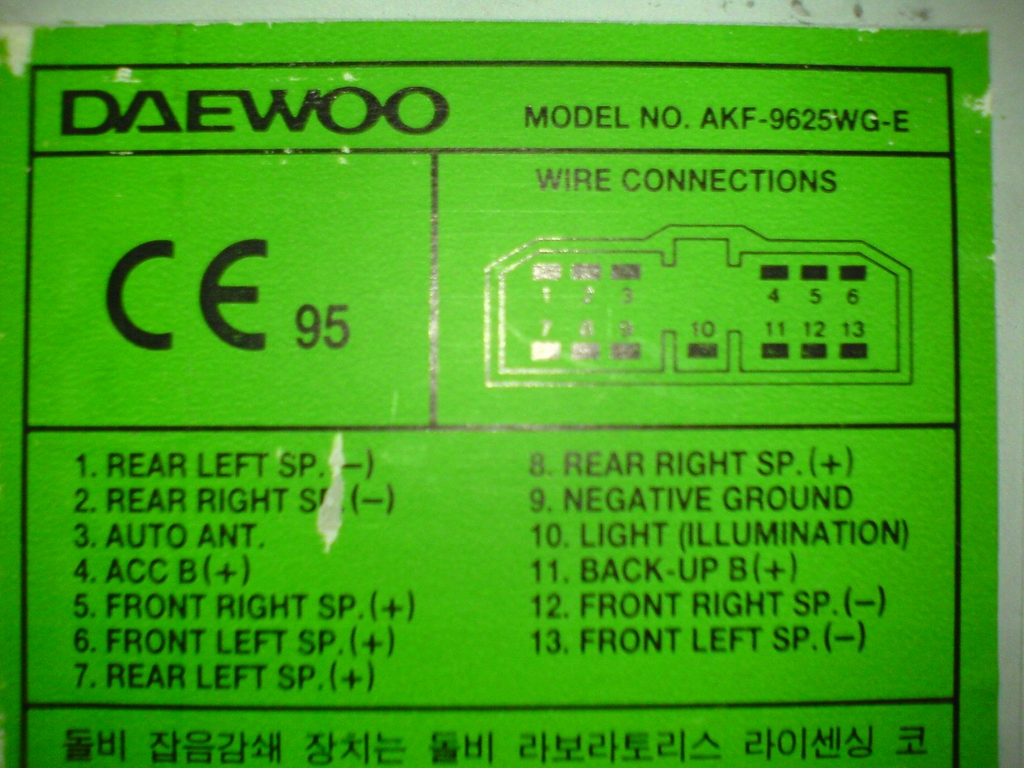 DAEWOO MODEL NO. AKF-9625WG-E
WIRE CONNECTIONS
CE 95
1 2 3 4 5 6
7 8 9 10 11 12 13
1. REAR LEFT SP.(–)
2. REAR RIGHT SP.(–)
3. AUTO ANT.
4. ACC B(+)
5. FRONT RIGHT SP.(+)
6. FRONT LEFT SP.(+)
7. REAR LEFT SP.(+)
8. REAR RIGHT SP.(+)
9. NEGATIVE GROUND
10. LIGHT (ILLUMINATION)
11. BACK-UP B(+)
12. FRONT RIGHT SP.(–)
13. FRONT LEFT SP.(–)
돌비 잡음감쇄 장치는 돌비 라보라토리스 라이센싱 코